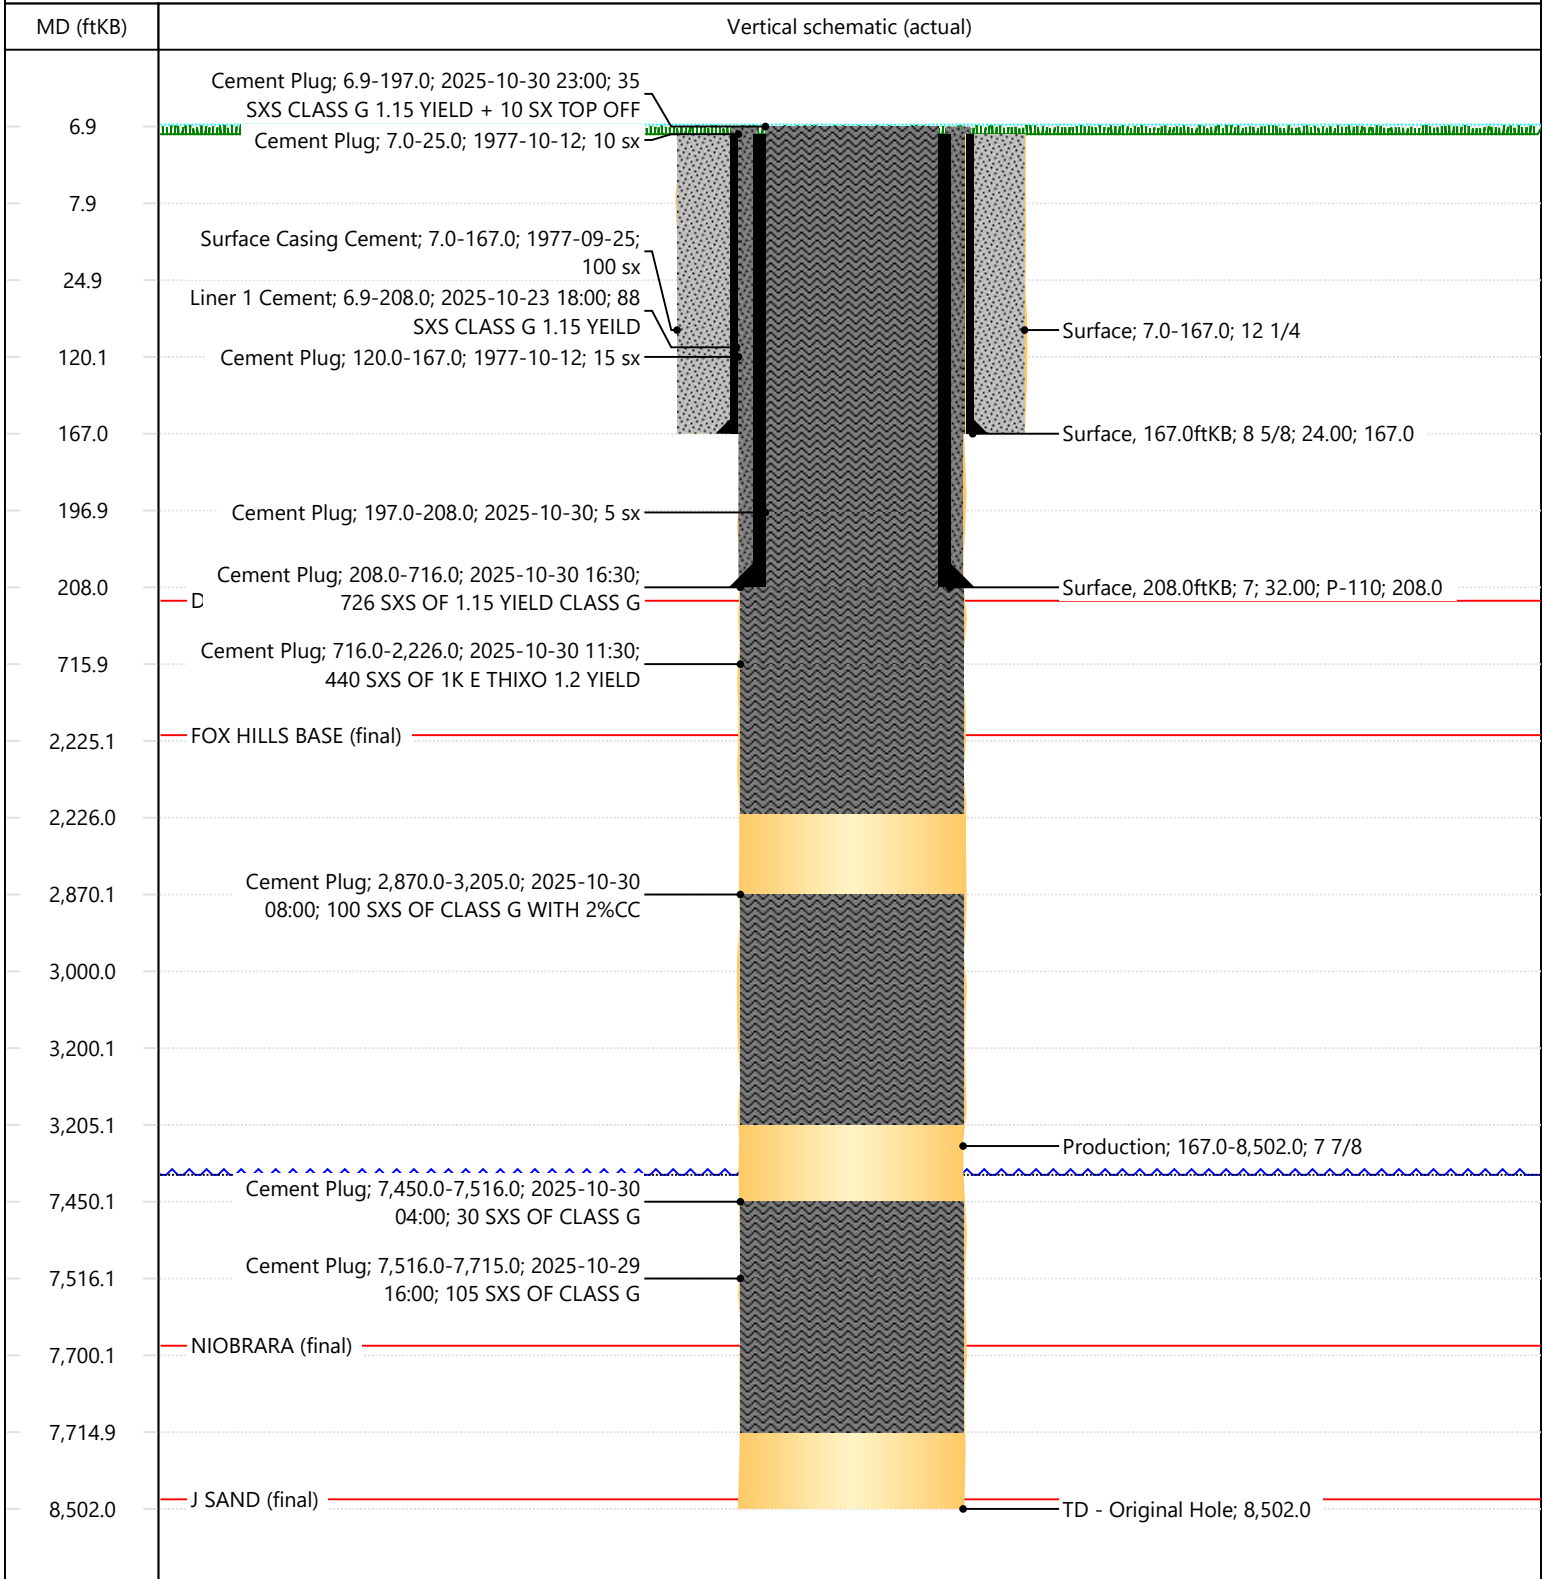 MD (ftKB)
Vertical schematic (actual)
Cement Plug; 6.9-197.0; 2025-10-30 23:00; 35
SXS CLASS G 1.15 YIELD + 10 SX TOP OFF
6.9
Cement Plug; 7.0-25.0; 1977-10-12; 10 sx
7.9
Surface Casing Cement; 7.0-167.0; 1977-09-25;
100 sx
24.9
Liner 1 Cement; 6.9-208.0; 2025-10-23 18:00; 88
SXS CLASS G 1.15 YEILD
Surface; 7.0-167.0; 12 1/4
120.1
Cement Plug; 120.0-167.0; 1977-10-12; 15 sx
167.0
Surface, 167.0ftKB; 8 5/8; 24.00; 167.0
196.9
Cement Plug; 197.0-208.0; 2025-10-30; 5 sx
Cement Plug; 208.0-716.0; 2025-10-30 16:30;
726 SXS OF 1.15 YIELD CLASS G
208.0
Surface, 208.0ftKB; 7; 32.00; P-110; 208.0
D
Cement Plug; 716.0-2,226.0; 2025-10-30 11:30;
440 SXS OF 1K E THIXO 1.2 YIELD
715.9
FOX HILLS BASE (final)
2,225.1
2,226.0
Cement Plug; 2,870.0-3,205.0; 2025-10-30
08:00; 100 SXS OF CLASS G WITH 2%CC
2,870.1
3,000.0
3,200.1
3,205.1
Production; 167.0-8,502.0; 7 7/8
Cement Plug; 7,450.0-7,516.0; 2025-10-30
04:00; 30 SXS OF CLASS G
7,450.1
Cement Plug; 7,516.0-7,715.0; 2025-10-29
16:00; 105 SXS OF CLASS G
7,516.1
NIOBRARA (final)
7,700.1
7,714.9
J SAND (final)
8,502.0
TD - Original Hole; 8,502.0